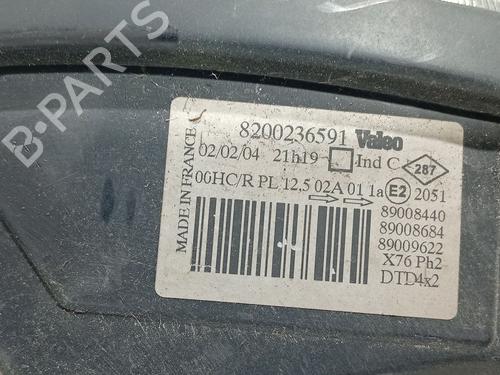 B-PARTS
8200236591 Valeo
02/02/04 21h19 Ind C 287
00HC/R PL 12,5 02A 01 1a E2 2051
89008440
89008684
89009622
X76 Ph2
DTD4x2
MADE IN FRANCE